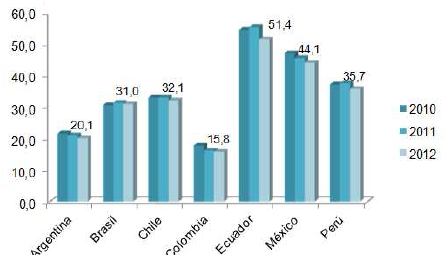 60,0
50,0
40,0
30,0
20,0
10,0
0,0
20,1
31,0
32,1
15,8
51,4
44,1
35,7
Argentina
Brasil
Chile
Colombia
Ecuador
México
Perú
2010
2011
2012